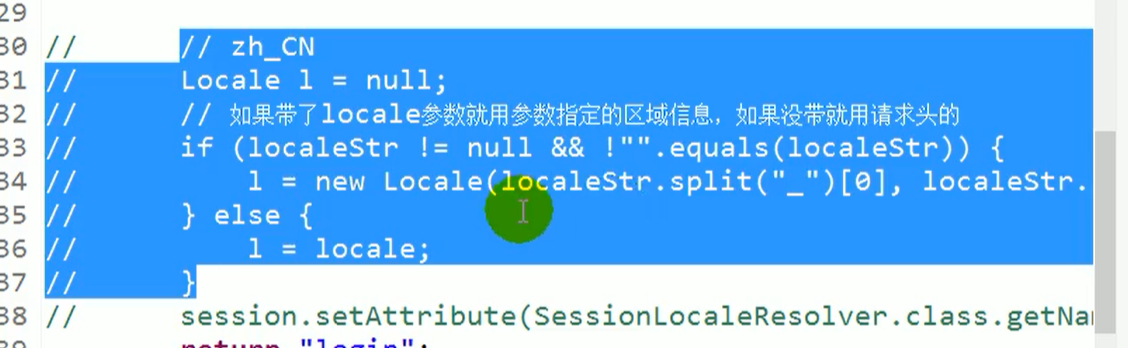 29
30 // // zh_CN
31 // Locale l = null;
32 // // 如果带了locale参数就用参数指定的区域信息，如果没带就用请求头的
33 // if (localeStr != null && !"".equals(localeStr)) {
34 // l = new Locale(localeStr.split("_")[0], localeStr.
35 // } else {
36 // l = locale;
37 // }
38 // session.setAttribute(SessionLocaleResolver.class.getNa
return "login";